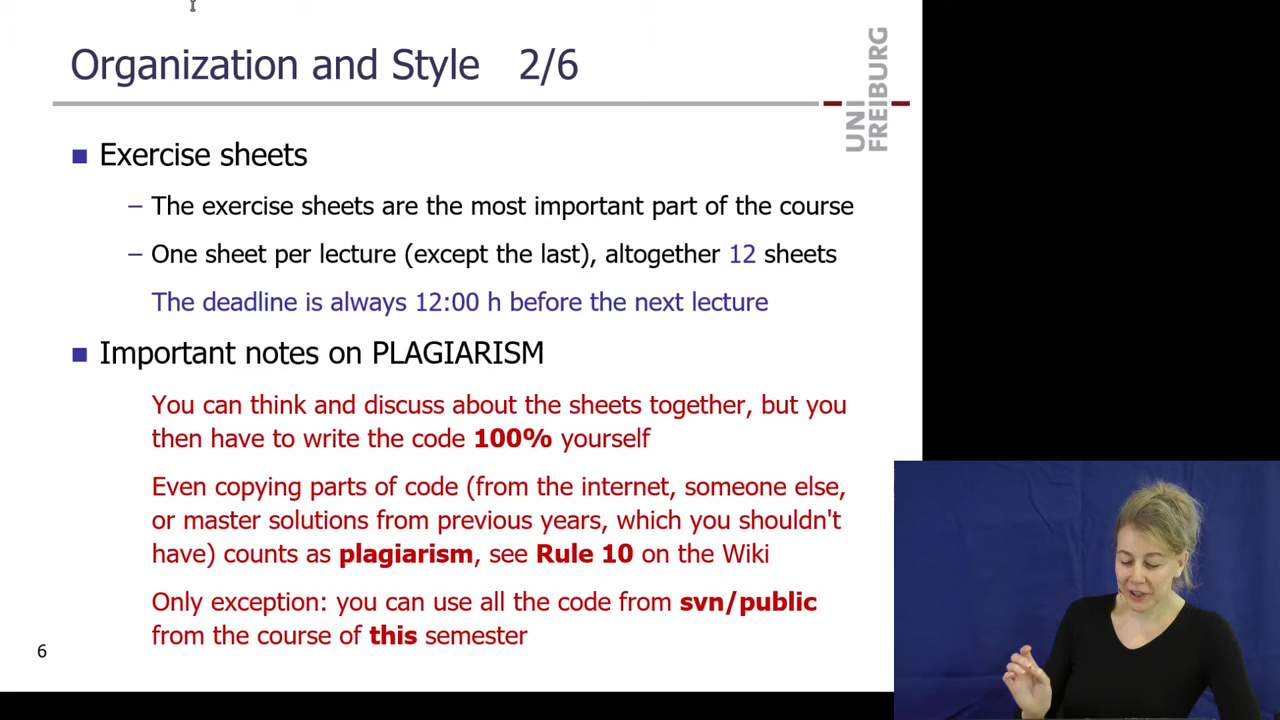 Organization and Style 2/6
UNI
FREIBURG
■ Exercise sheets
– The exercise sheets are the most important part of the course
– One sheet per lecture (except the last), altogether 12 sheets
The deadline is always 12:00 h before the next lecture
■ Important notes on PLAGIARISM
You can think and discuss about the sheets together, but you
then have to write the code 100% yourself
Even copying parts of code (from the internet, someone else,
or master solutions from previous years, which you shouldn't
have) counts as plagiarism, see Rule 10 on the Wiki
Only exception: you can use all the code from svn/public
from the course of this semester
6